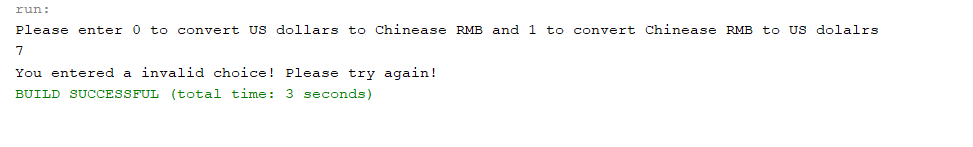 run:
Please enter 0 to convert US dollars to Chinease RMB and 1 to convert Chinease RMB to US dolalrs
7
You entered a invalid choice! Please try again!
BUILD SUCCESSFUL (total time: 3 seconds)